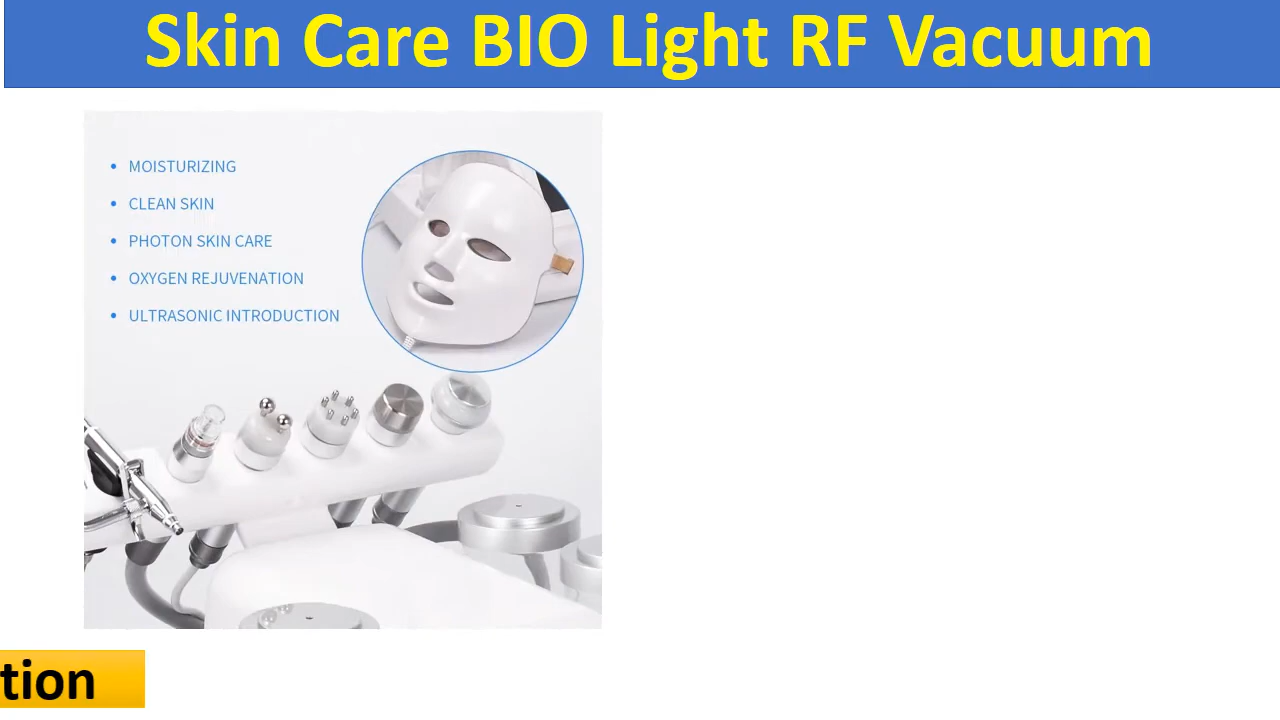 Skin Care BIO Light RF Vacuum
• MOISTURIZING
• CLEAN SKIN
• PHOTON SKIN CARE
• OXYGEN REJUVENATION
• ULTRASONIC INTRODUCTION
tion